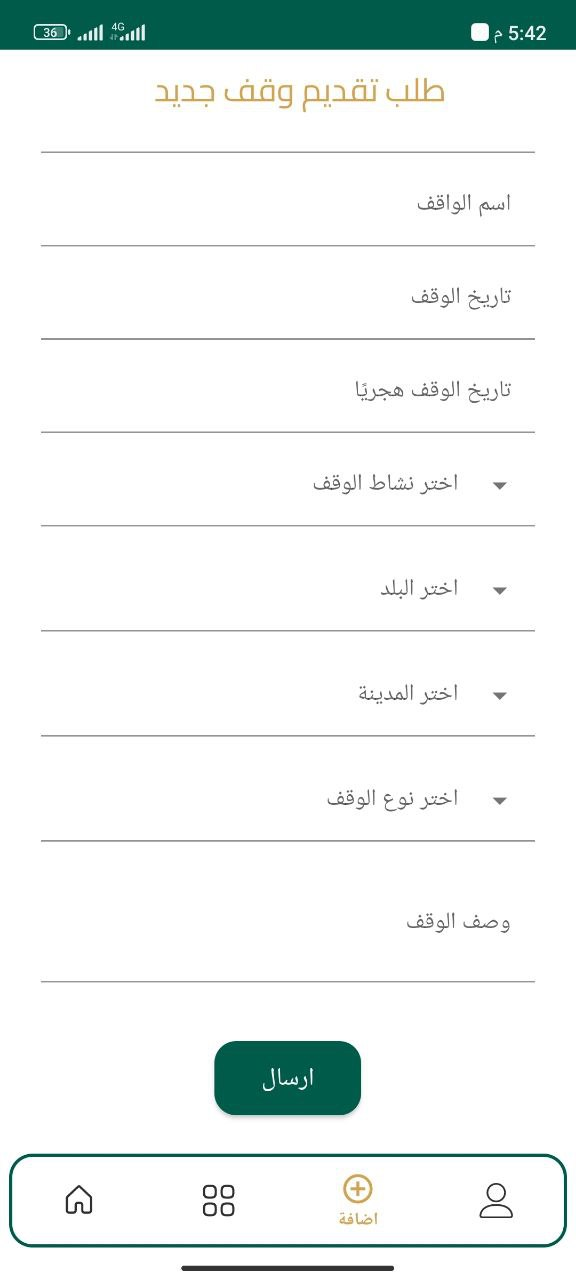 5:42 م
4G
36
طلب تقديم وقف جديد
اسم الواقف
تاريخ الوقف
تاريخ الوقف هجريًا
اختر نشاط الوقف
اختر البلد
اختر المدينة
اختر نوع الوقف
وصف الوقف
ارسال
اضافة